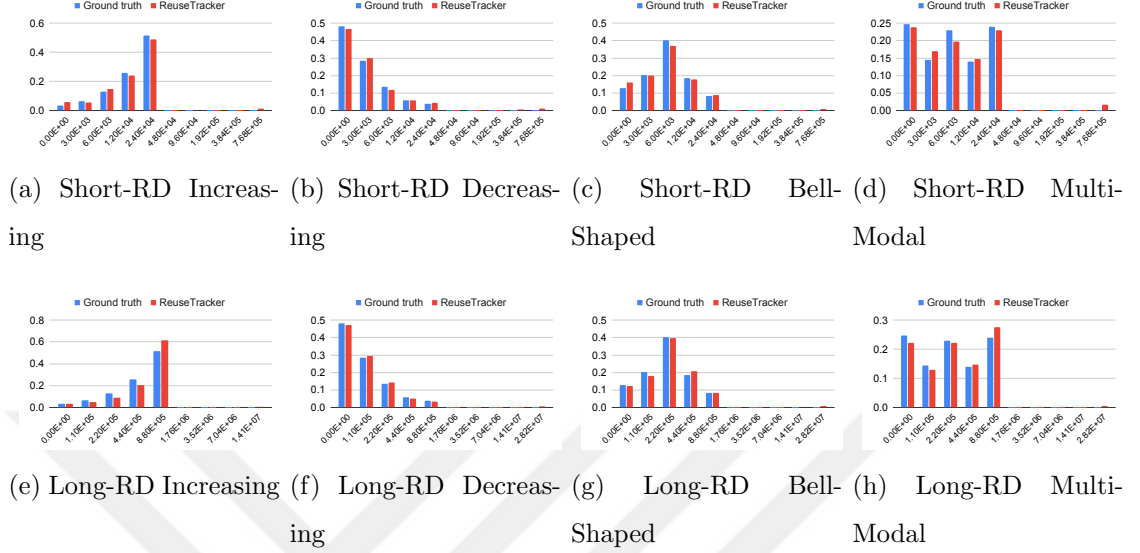 Ground truth ReuseTracker
0.6
0.4
0.2
0.0
0.00E+00 3.00E+03 6.00E+03 1.20E+04 2.40E+04 4.80E+04 9.60E+04 1.92E+05 3.84E+05 7.68E+05
(a) Short-RD Increas-
ing
Ground truth ReuseTracker
0.5
0.4
0.3
0.2
0.1
0.0
0.00E+00 3.00E+03 6.00E+03 1.20E+04 2.40E+04 4.80E+04 9.60E+04 1.92E+05 3.84E+05 7.68E+05
(b) Short-RD Decreas-
ing
Ground truth ReuseTracker
0.5
0.4
0.3
0.2
0.1
0.0
0.00E+00 3.00E+03 6.00E+03 1.20E+04 2.40E+04 4.80E+04 9.60E+04 1.92E+05 3.84E+05 7.68E+05
(c) Short-RD Bell-
Shaped
Ground truth ReuseTracker
0.25
0.20
0.15
0.10
0.05
0.00
0.00E+00 3.00E+03 6.00E+03 1.20E+04 2.40E+04 4.80E+04 9.60E+04 1.92E+05 3.84E+05 7.68E+05
(d) Short-RD Multi-
Modal
Ground truth ReuseTracker
0.8
0.6
0.4
0.2
0.0
0.00E+00 1.10E+05 2.20E+05 4.40E+05 8.80E+05 1.76E+06 3.52E+06 7.04E+06 1.41E+07
(e) Long-RD Increasing
Ground truth ReuseTracker
0.5
0.4
0.3
0.2
0.1
0.0
0.00E+00 1.10E+05 2.20E+05 4.40E+05 8.80E+05 1.76E+06 3.52E+06 7.04E+06 1.41E+07 2.82E+07
(f) Long-RD Decreas-
ing
Ground truth ReuseTracker
0.5
0.4
0.3
0.2
0.1
0.0
0.00E+00 1.10E+05 2.20E+05 4.40E+05 8.80E+05 1.76E+06 3.52E+06 7.04E+06 1.41E+07 2.82E+07
(g) Long-RD Bell-
Shaped
Ground truth ReuseTracker
0.3
0.2
0.1
0.0
0.00E+00 1.10E+05 2.20E+05 4.40E+05 8.80E+05 1.76E+06 3.52E+06 7.04E+06 1.41E+07 2.82E+07
(h) Long-RD Multi-
Modal